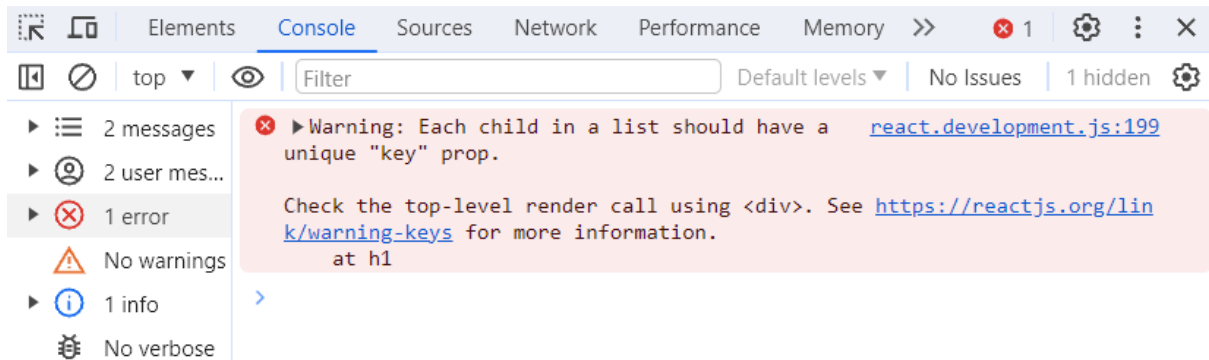 Elements Console Sources Network Performance Memory 1
top Filter Default levels No Issues 1 hidden
2 messages
2 user mes...
1 error
No warnings
1 info
No verbose
Warning: Each child in a list should have a react.development.js:199
unique "key" prop.
Check the top-level render call using <div>. See https://reactjs.org/lin
k/warning-keys for more information.
at h1